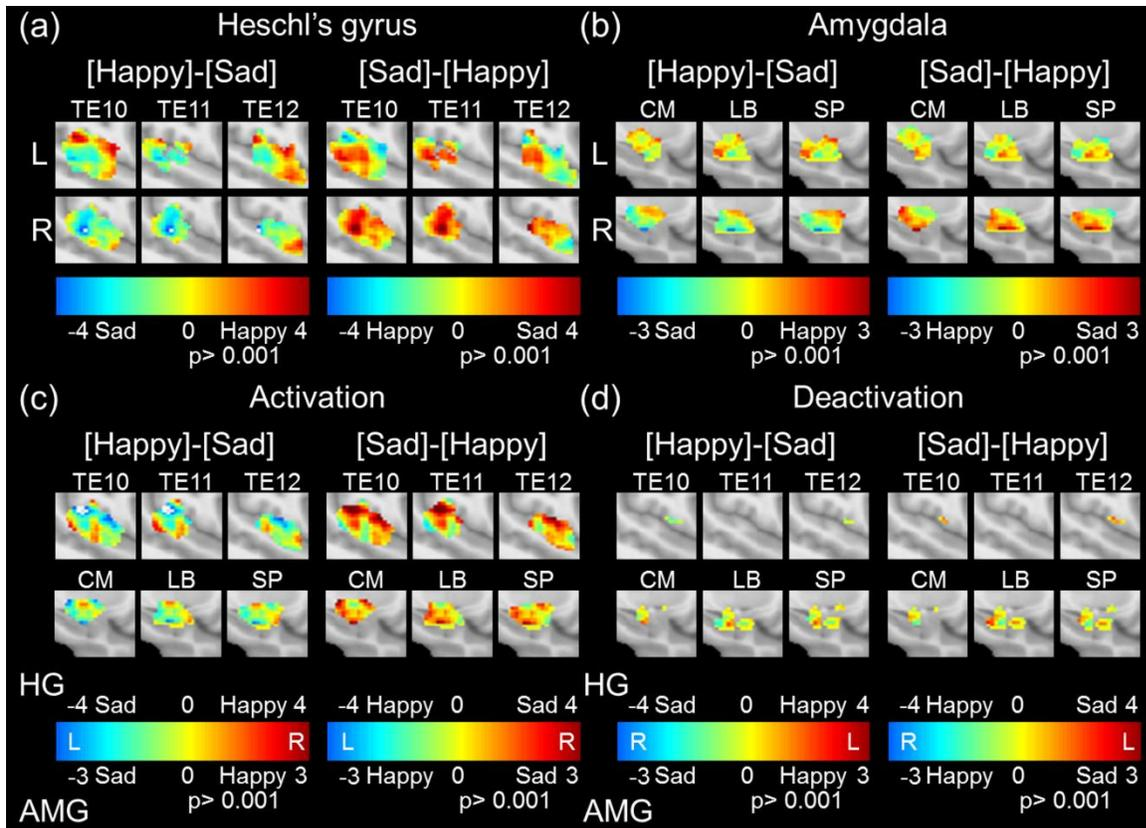 (a) Heschl's gyrus
[Happy]-[Sad] [Sad]-[Happy]
TE10 TE11 TE12 TE10 TE11 TE12
L
R
-4 Sad 0 Happy 4 -4 Happy 0 Sad 4
p> 0.001 p> 0.001
(b) Amygdala
[Happy]-[Sad] [Sad]-[Happy]
CM LB SP CM LB SP
L
R
-3 Sad 0 Happy 3 -3 Happy 0 Sad 3
p> 0.001 p> 0.001
(c) Activation
[Happy]-[Sad] [Sad]-[Happy]
TE10 TE11 TE12 TE10 TE11 TE12
CM LB SP CM LB SP
HG
-4 Sad 0 Happy 4 -4 Happy 0 Sad 4
L R L R
-3 Sad 0 Happy 3 -3 Happy 0 Sad 3
p> 0.001 p> 0.001
AMG
(d) Deactivation
[Happy]-[Sad] [Sad]-[Happy]
TE10 TE11 TE12 TE10 TE11 TE12
CM LB SP CM LB SP
HG
-4 Sad 0 Happy 4 -4 Happy 0 Sad 4
R L R L
-3 Sad 0 Happy 3 -3 Happy 0 Sad 3
p> 0.001 p> 0.001
AMG